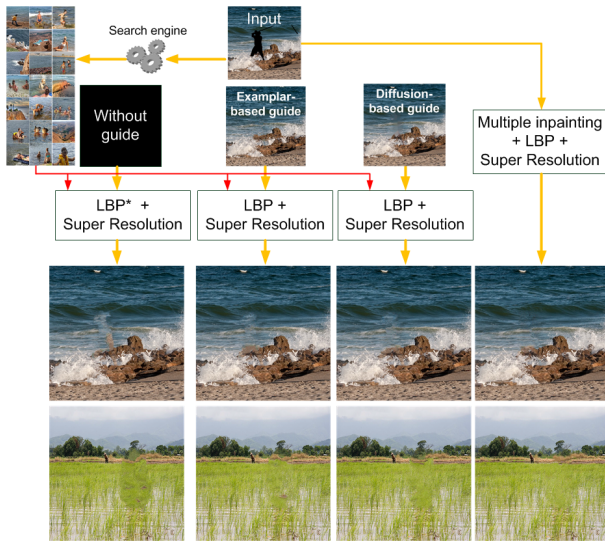 Search engine
Input
Without
guide
Examplar-
based guide
Diffusion-
based guide
Multiple inpainting
+ LBP +
Super Resolution
LBP* +
Super Resolution
LBP +
Super Resolution
LBP +
Super Resolution